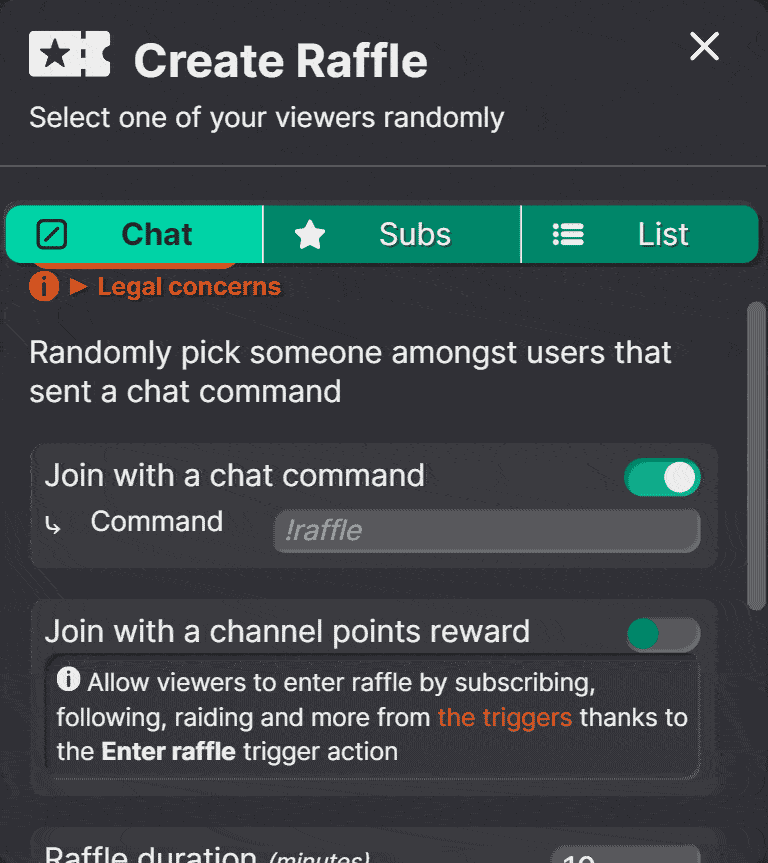 Create Raffle
Select one of your viewers randomly
Chat Subs List
Legal concerns
Randomly pick someone amongst users that
sent a chat command
Join with a chat command
Command !raffle
Join with a channel points reward
Allow viewers to enter raffle by subscribing,
following, raiding and more from the triggers thanks to
the Enter raffle trigger action
Raffle duration (minutes) 10